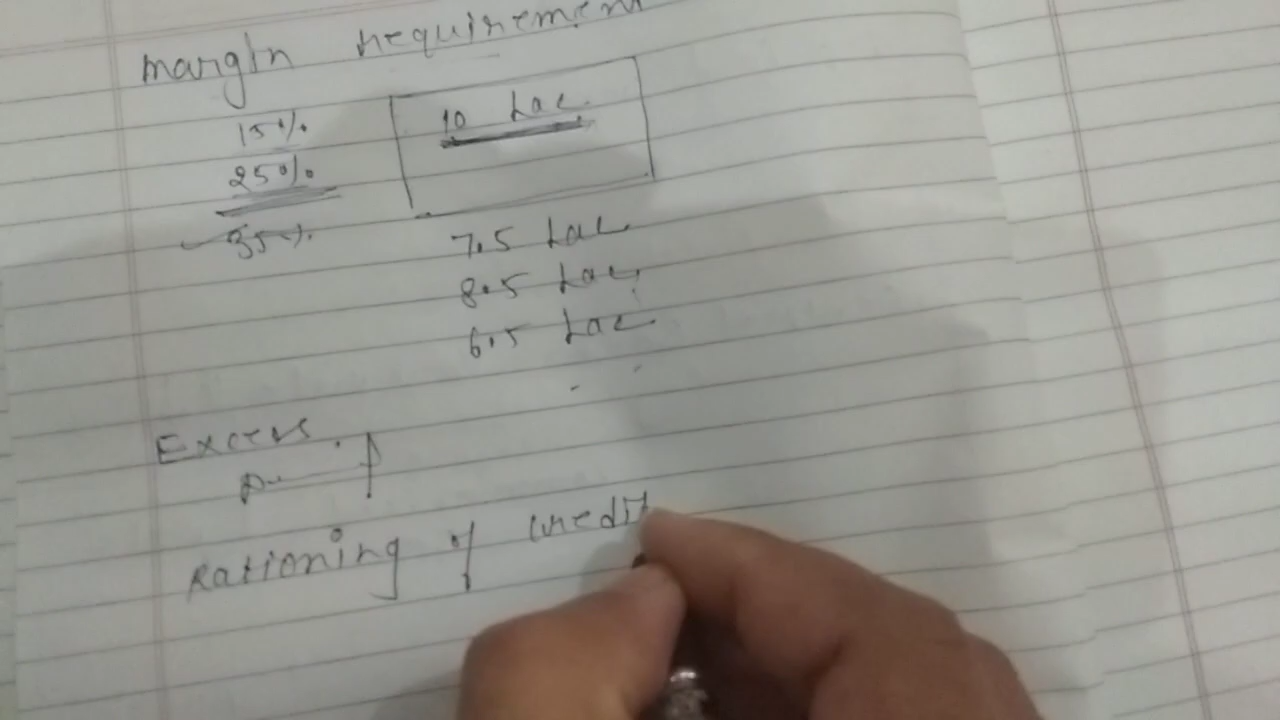 margin requirement
15%
10 Lac.
25%
35%
7.5 Lac
8.5 Lac
6.5 Lac
Excess.
Rationing of credit